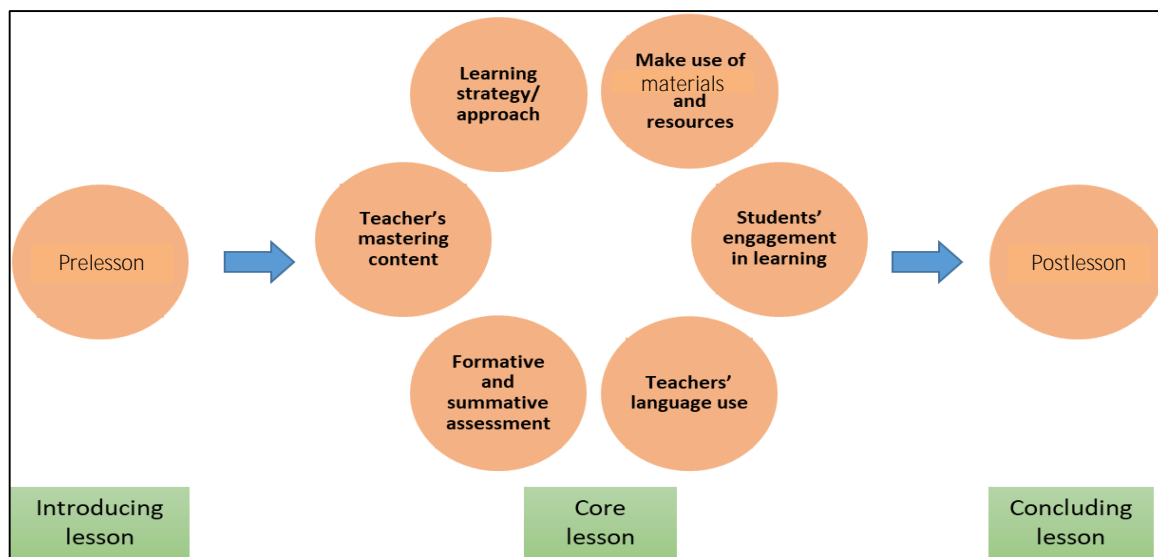 Learning
strategy/
approach
Make use of
materials
and
resources
Prelesson
Teacher's
mastering
content
Students'
engagement
in learning
Postlesson
Formative
and
summative
assessment
Teachers'
language use
Introducing
lesson
Core
lesson
Concluding
lesson